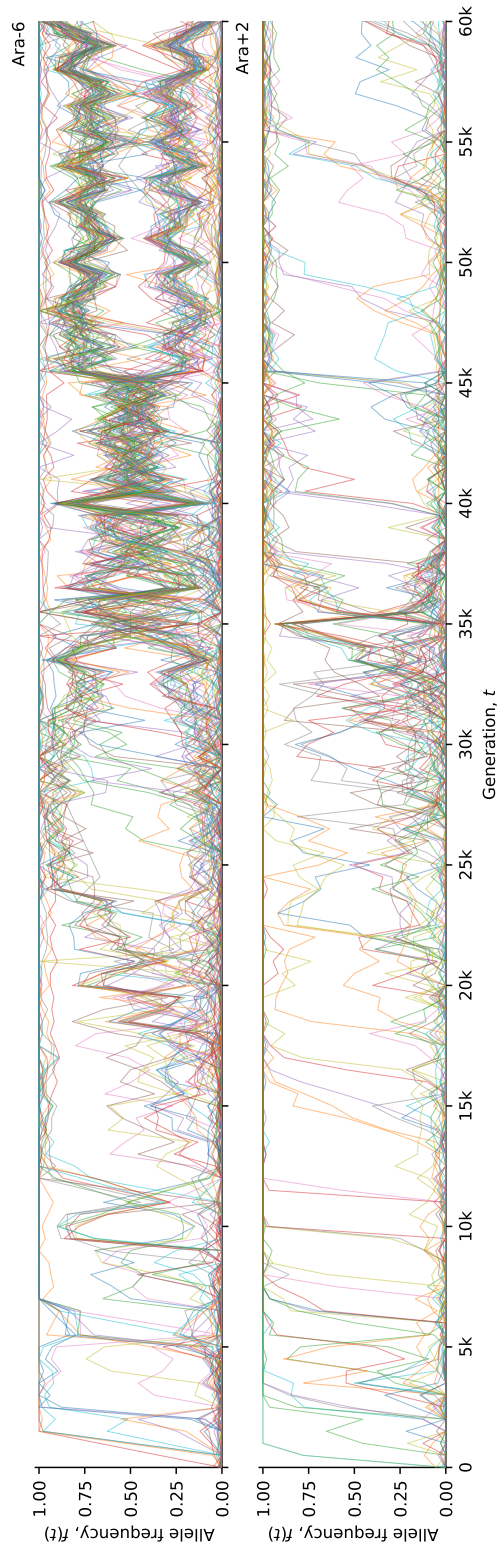 Ara-6
1.00
0.75
0.50
0.25
0.00
Allele frequency, f(t)
Ara+2
1.00
0.75
0.50
0.25
0.00
Allele frequency, f(t)
0
5k
10k
15k
20k
25k
30k
35k
40k
45k
50k
55k
60k
Generation, t